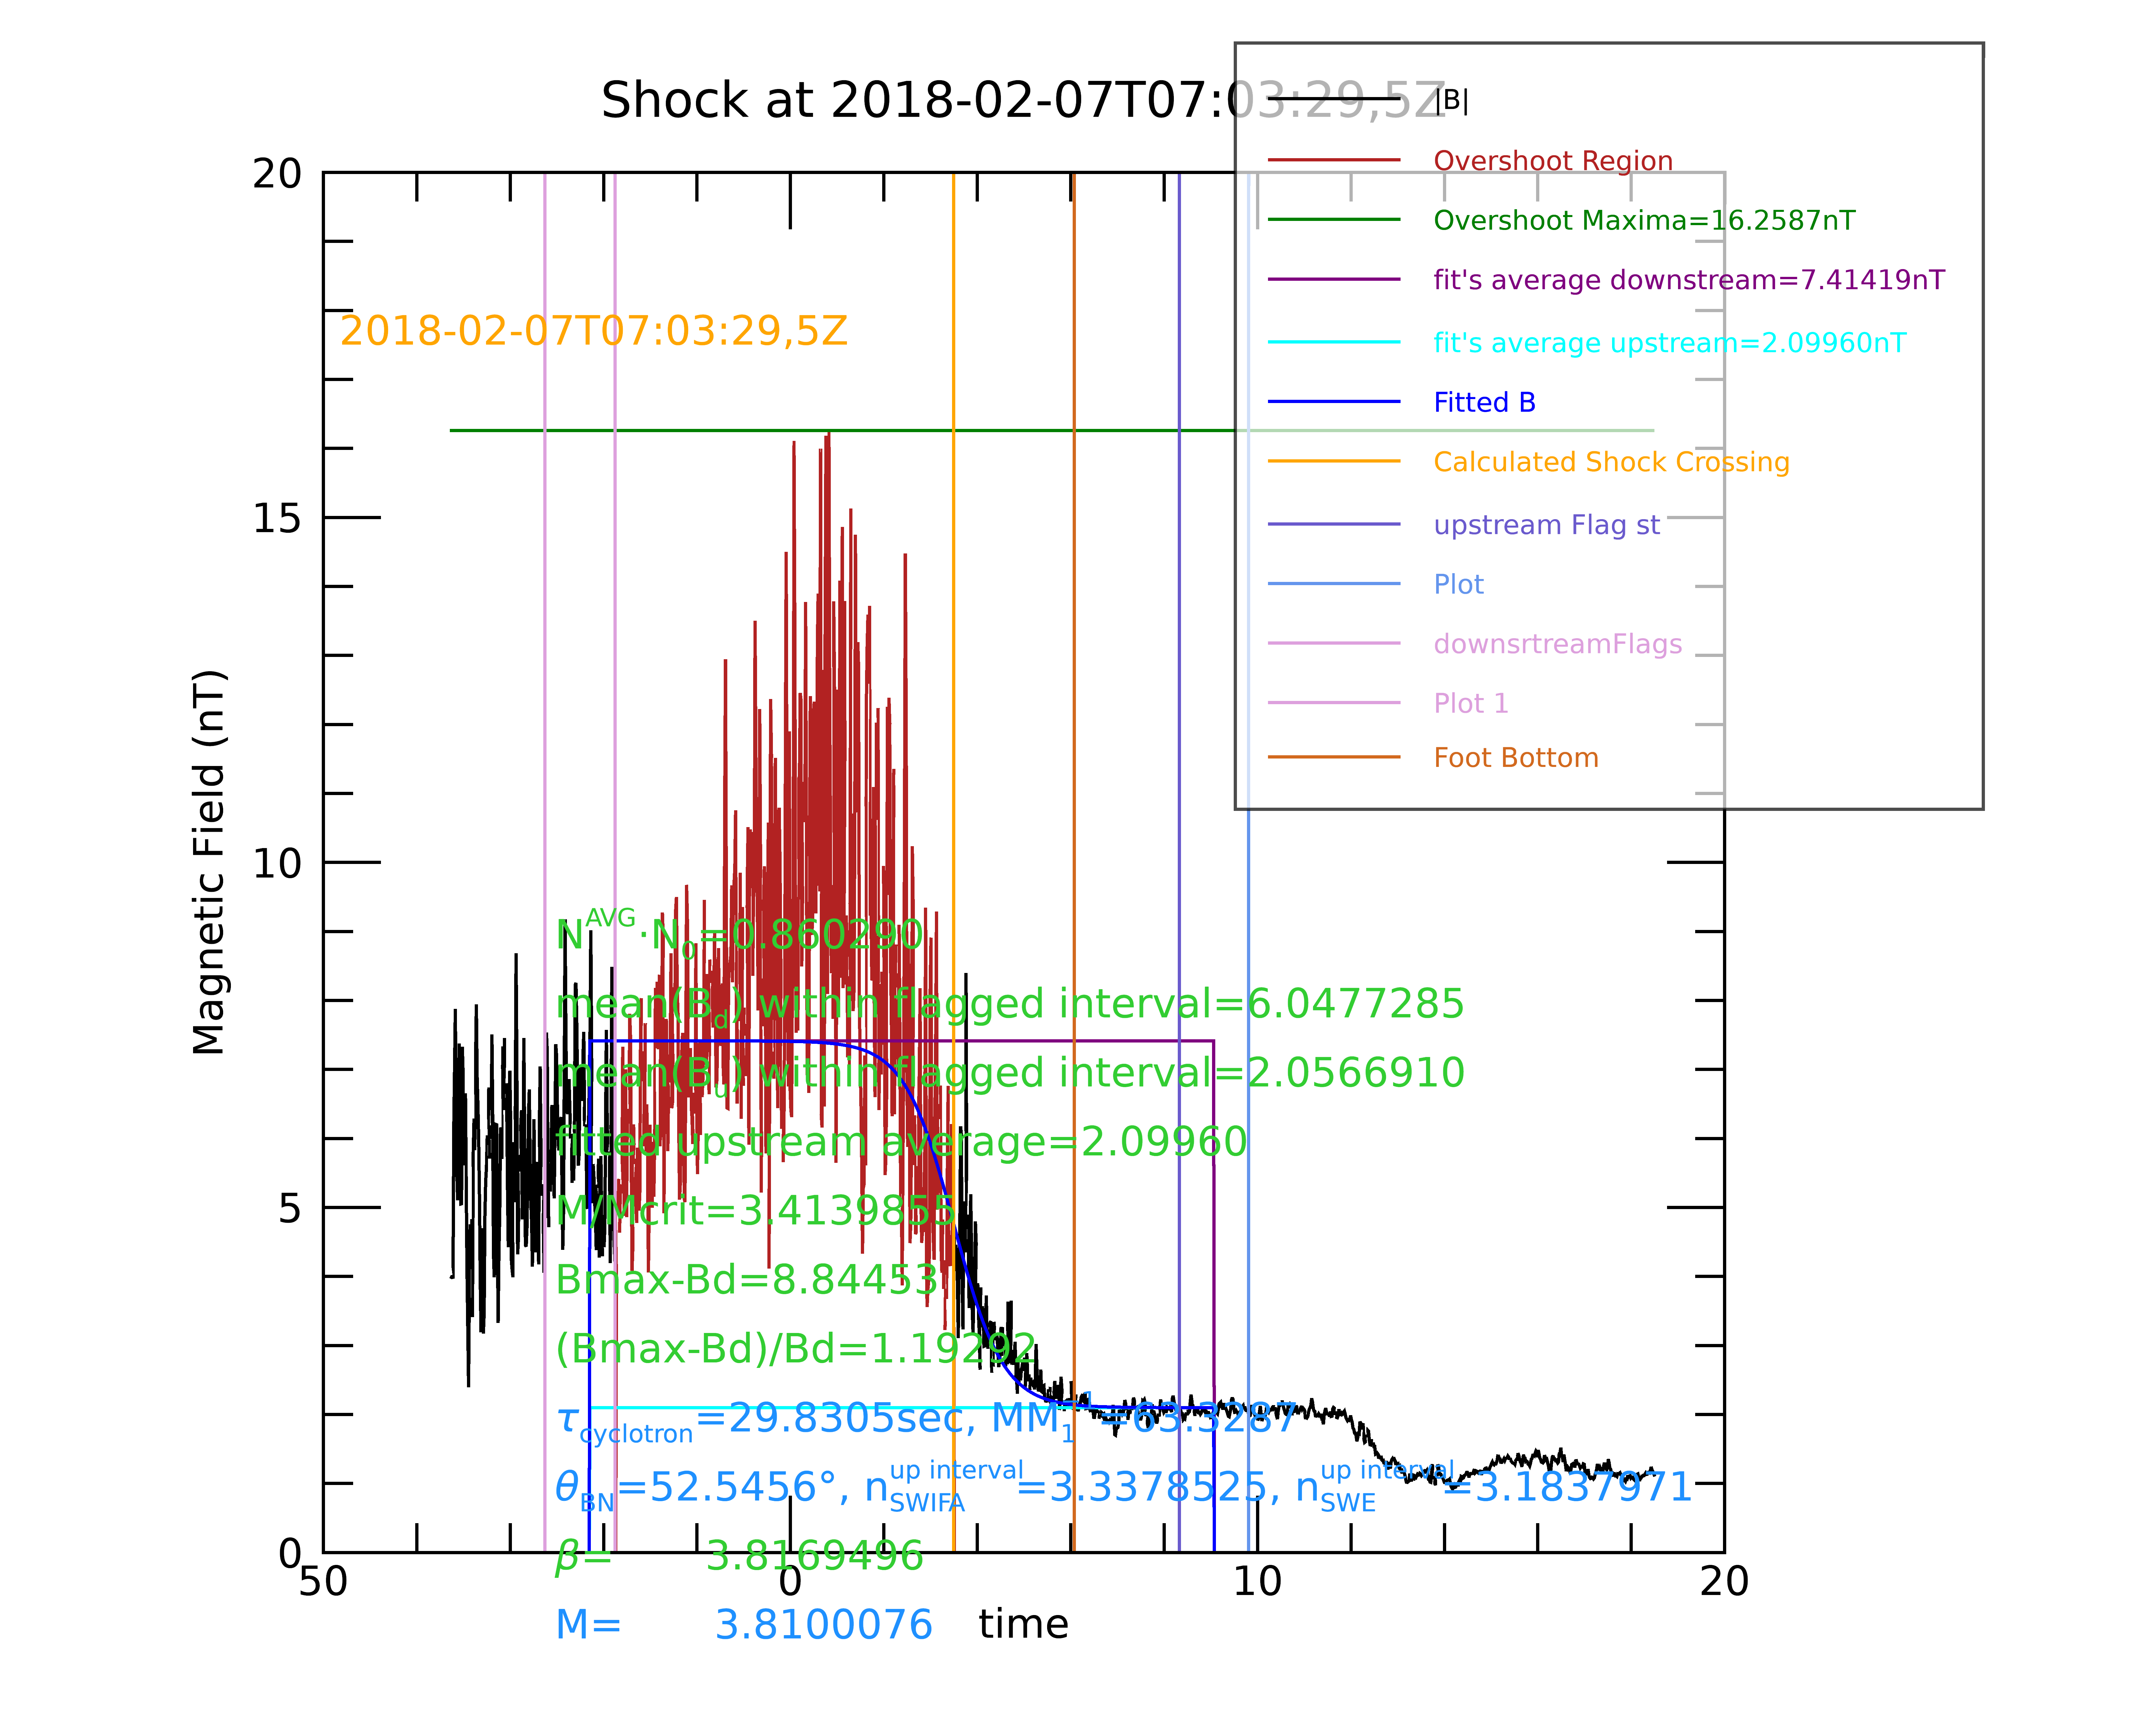 Shock at 2018-02-07T07:03:29,5Z
|B|
Overshoot Region
Overshoot Maxima=16.2587nT
fit's average downstream=7.41419nT
fit's average upstream=2.09960nT
Fitted B
Calculated Shock Crossing
upstream Flag st
Plot
downsrtreamFlags
Plot 1
Foot Bottom
2018-02-07T07:03:29,5Z
20
15
10
5
0
Magnetic Field (nT)
N^AVG·N_0=0.860290
mean(B_d) within flagged interval=6.0477285
mean(B_u) within flagged interval=2.0566910
fitted upstream average=2.09960
M/Mcrit=3.4139855
Bmax-Bd=8.84453
(Bmax-Bd)/Bd=1.19292
τ_cyclotron=29.8305sec, MM_1^1=63.3287
θ_BN=52.5456°, n_SWIFA^up interval=3.3378525, n_SWE^up interval=3.1837971
β= 3.8169496
50 0 10 20
M= 3.8100076
time